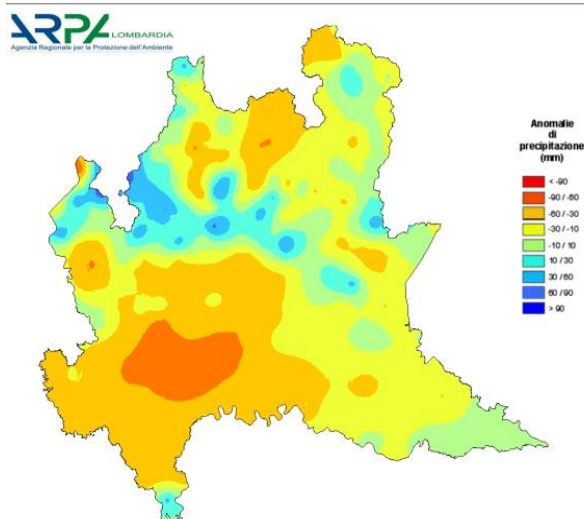 ARPA LOMBARDIA
Agenzia Regionale per la Protezione dell'Ambiente
Anomalie
di
precipitazione
(mm)
< -90
-90 / -60
-60 / -30
-30 / -10
-10 / 10
10 / 30
30 / 60
60 / 90
> 90